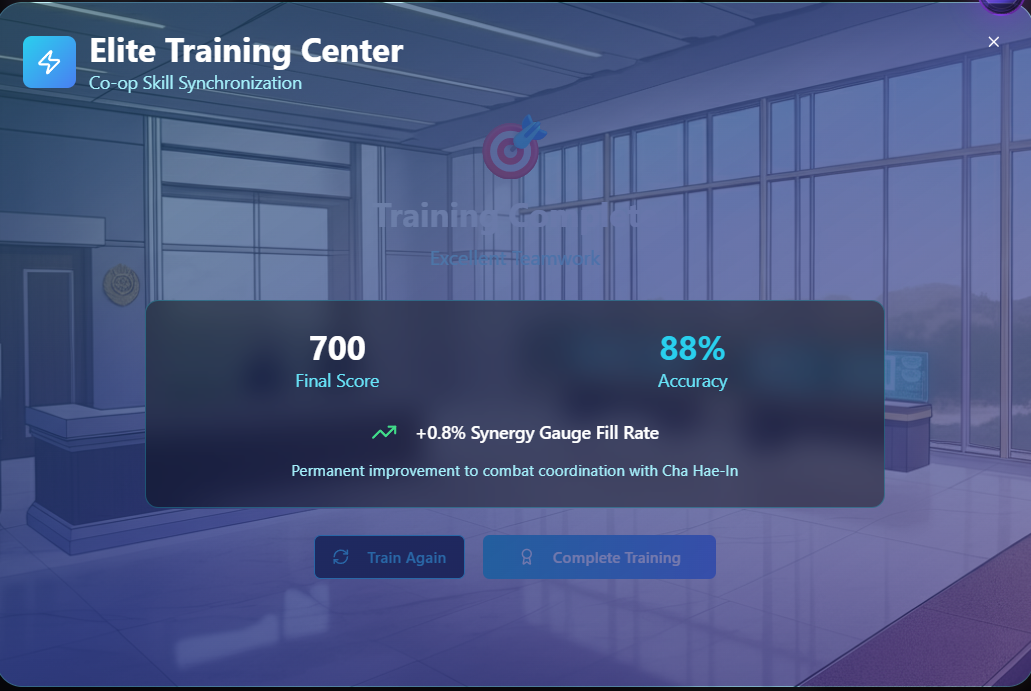 Elite Training Center
Co-op Skill Synchronization
Training Complete
Excellent Teamwork
700
88%
Final Score
Accuracy
+0.8% Synergy Gauge Fill Rate
Permanent improvement to combat coordination with Cha Hae-In
Train Again
Complete Training